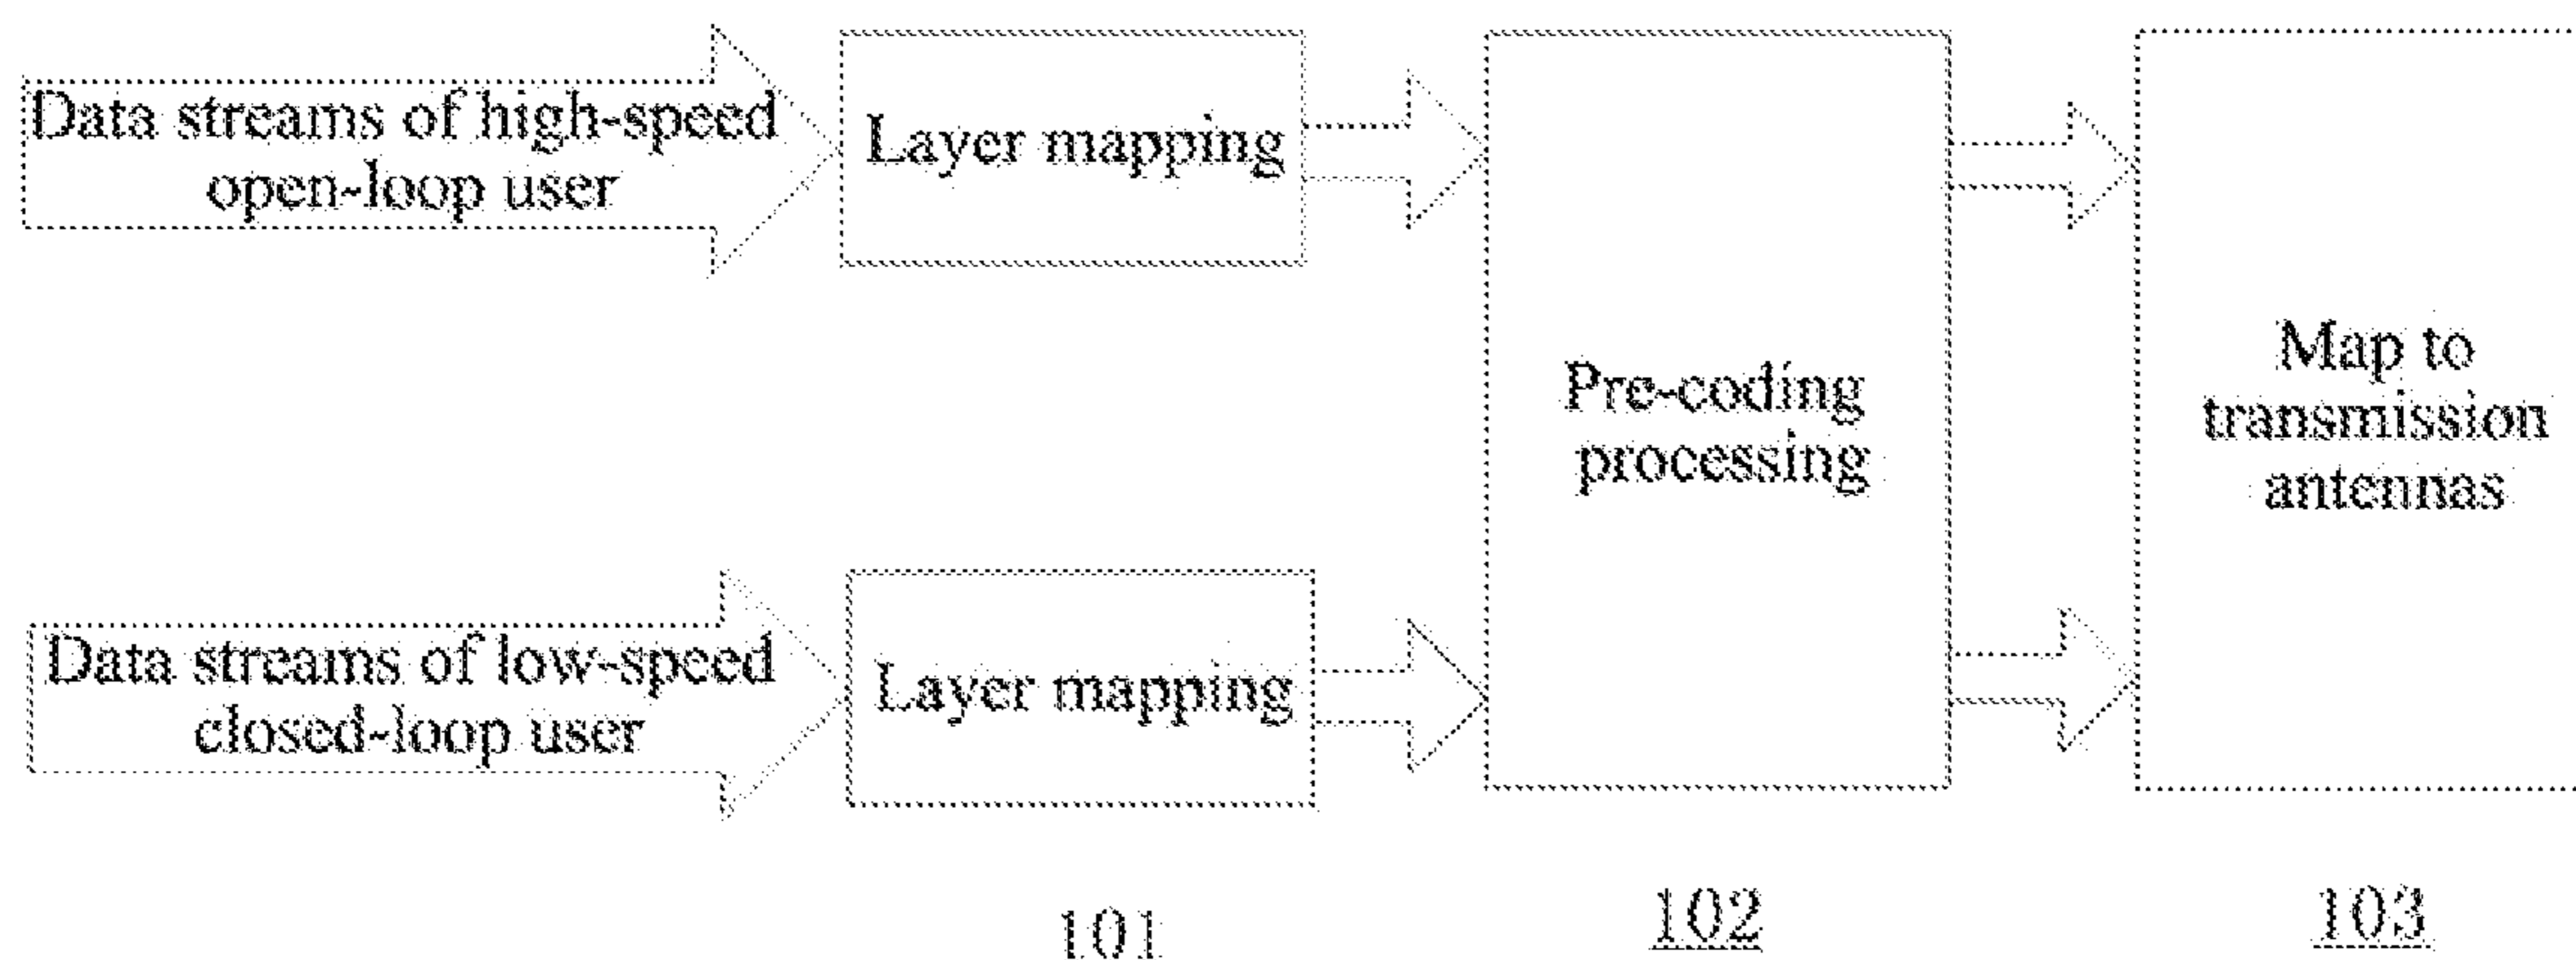 Data streams of high-speed
open-loop user
Layer mapping
Pre-coding
processing
Map to
transmission
antennas
Data streams of low-speed
closed-loop user
Layer mapping
101
102
103